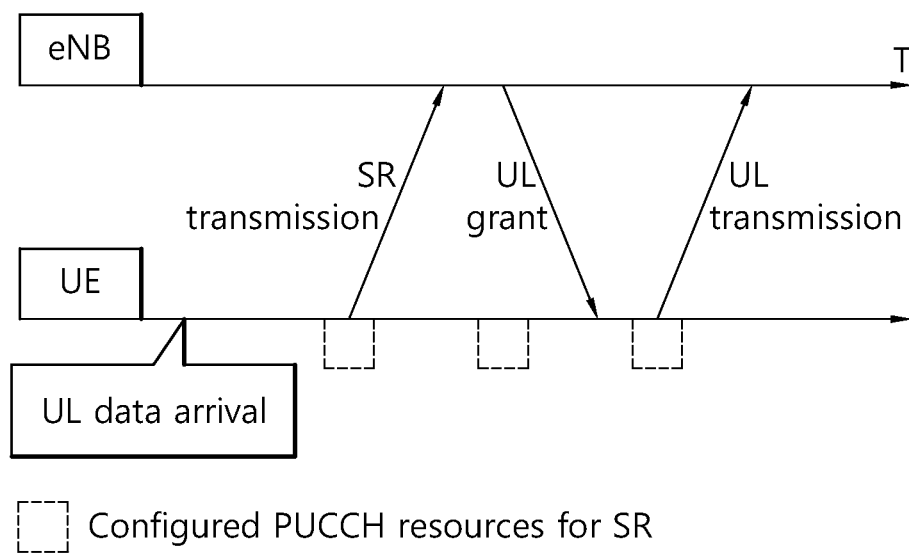 eNB
T
SR
transmission
UL
grant
UL
transmission
UE
UL data arrival
Configured PUCCH resources for SR